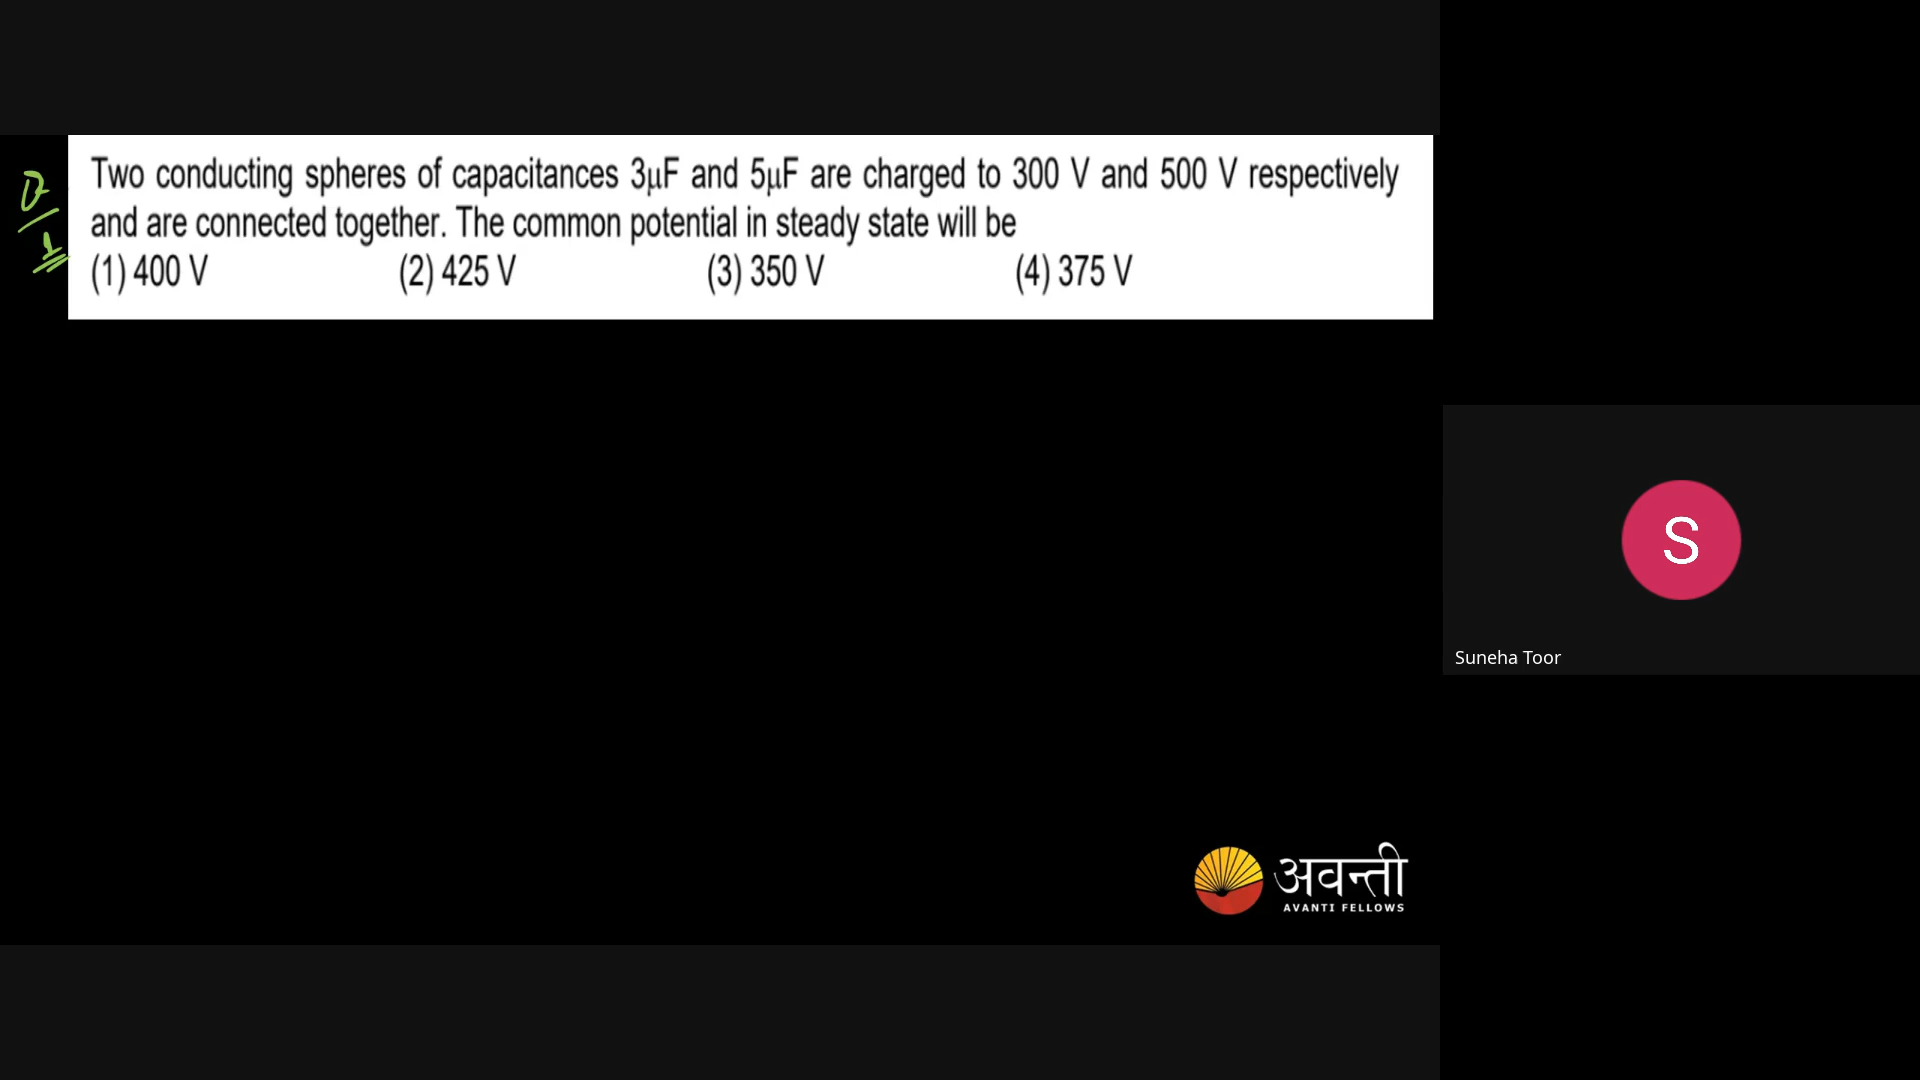 Q
1
Two conducting spheres of capacitances 3μF and 5μF are charged to 300 V and 500 V respectively
and are connected together. The common potential in steady state will be
(1) 400 V (2) 425 V (3) 350 V (4) 375 V
S
Suneha Toor
अवन्ती
AVANTI FELLOWS